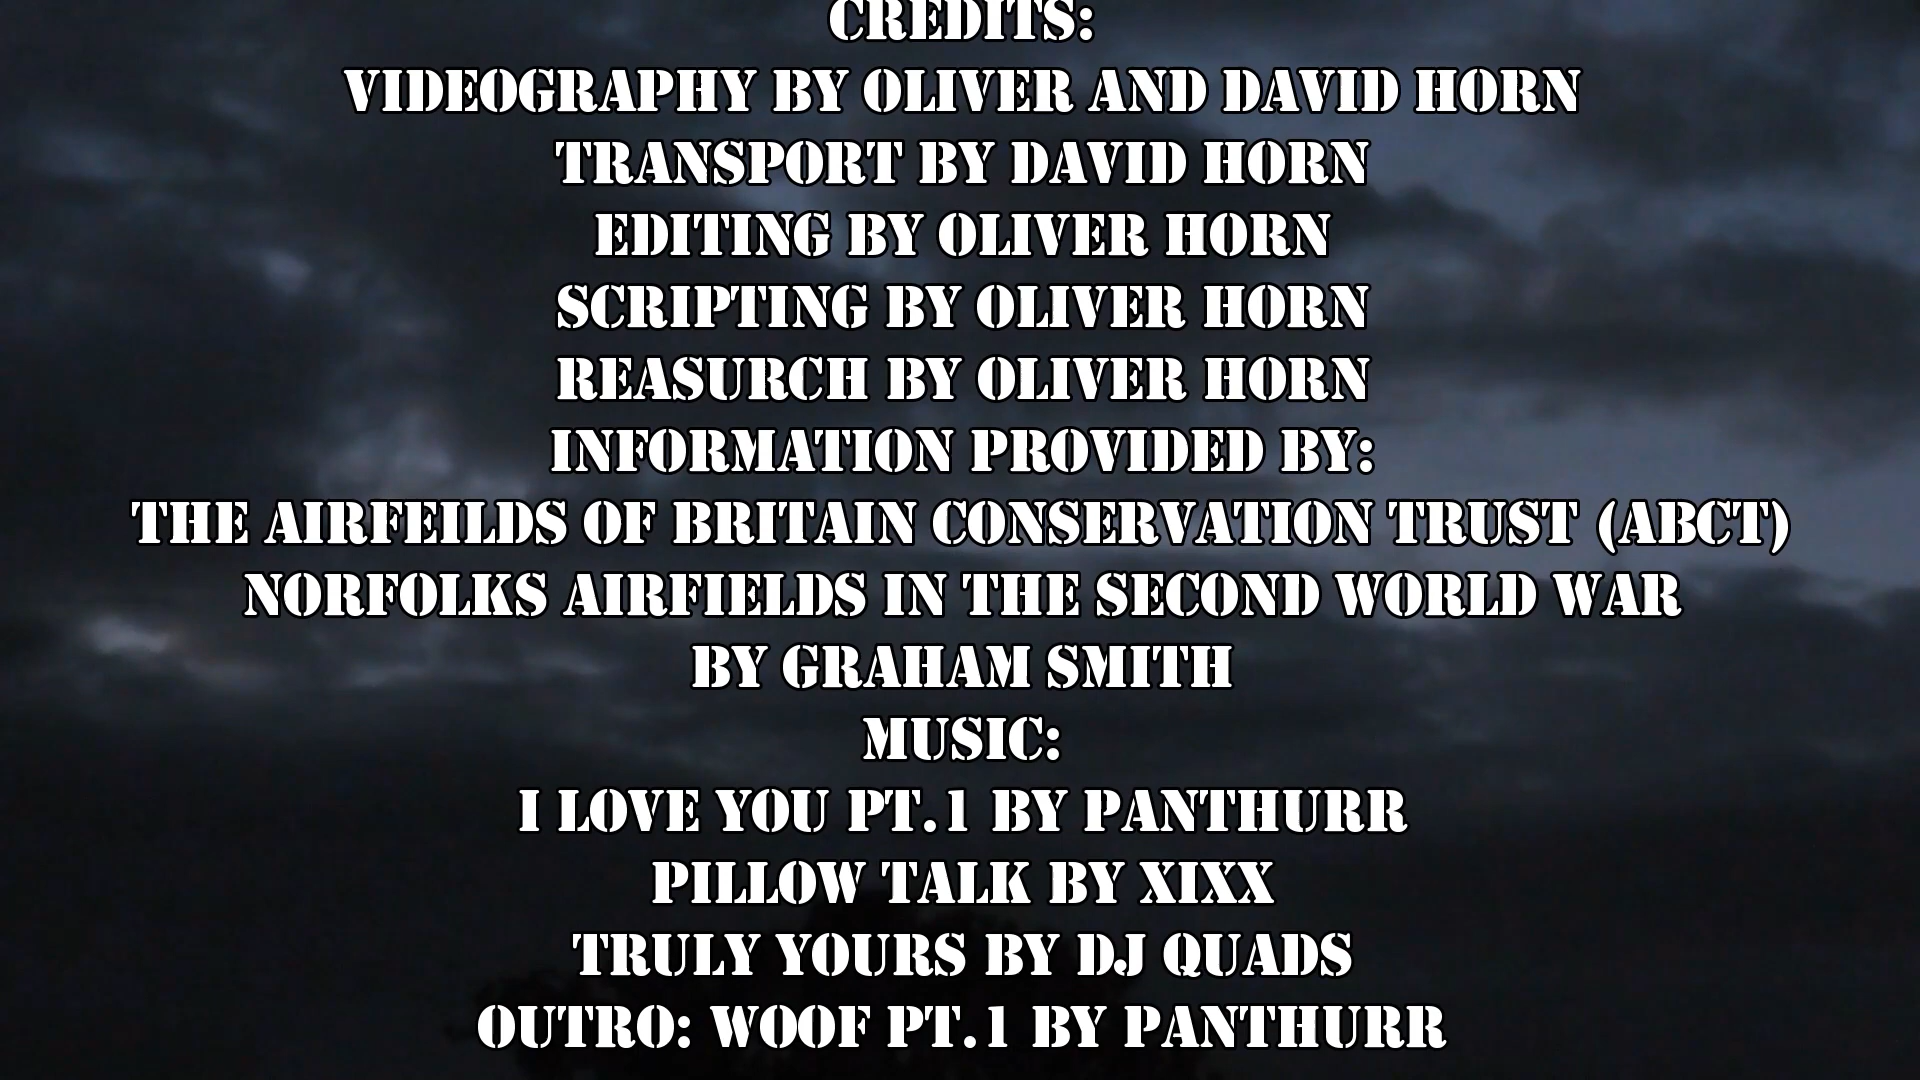 CREDITS:
VIDEOGRAPHY BY OLIVER AND DAVID HORN
TRANSPORT BY DAVID HORN
EDITING BY OLIVER HORN
SCRIPTING BY OLIVER HORN
REASURCH BY OLIVER HORN
INFORMATION PROVIDED BY:
THE AIRFEILDS OF BRITAIN CONSERVATION TRUST (ABCT)
NORFOLKS AIRFIELDS IN THE SECOND WORLD WAR
BY GRAHAM SMITH
MUSIC:
I LOVE YOU PT.1 BY PANTHURR
PILLOW TALK BY XIXX
TRULY YOURS BY DJ QUADS
OUTRO: WOOF PT.1 BY PANTHURR